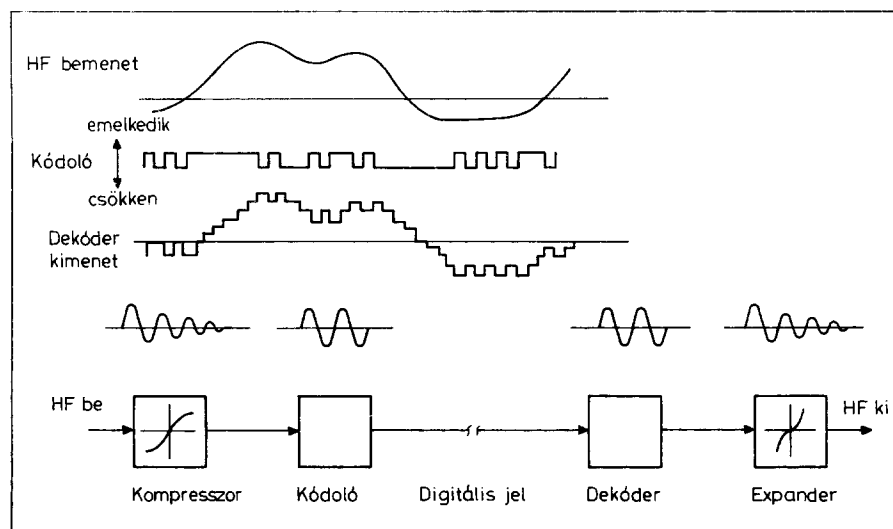 HF bemenet
emelkedik
Kódoló
csökken
Dekóder
kimenet
HF be
HF ki
Kompresszor
Kódoló
Digitális jel
Dekóder
Expander